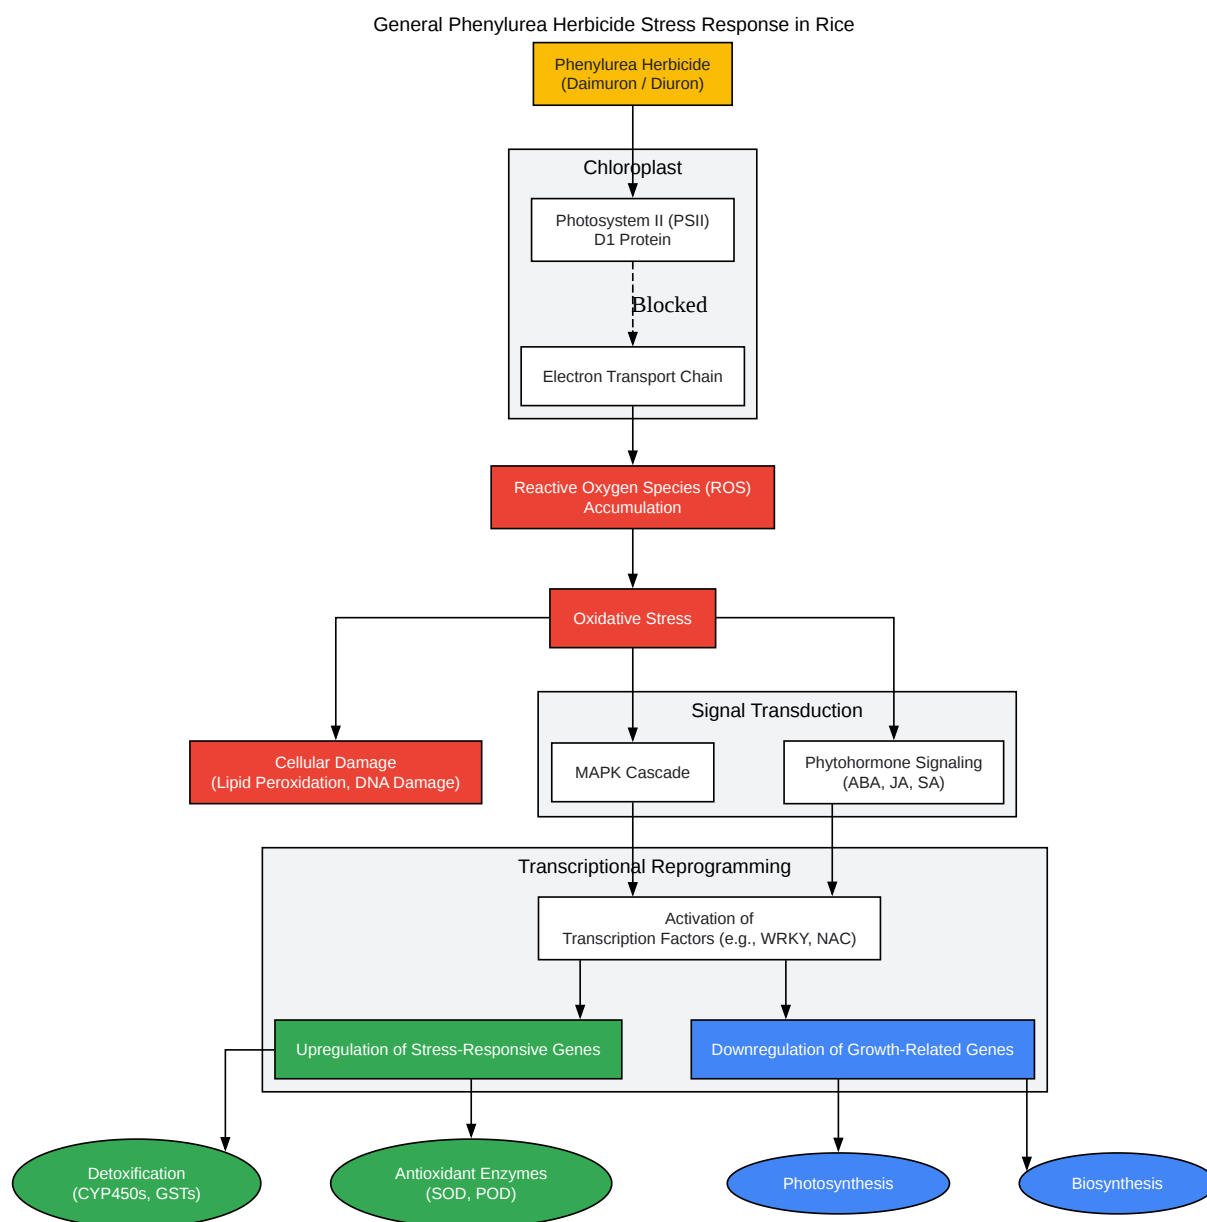 General Phenylurea Herbicide Stress Response in Rice
Phenylurea Herbicide
(Daimuron / Diuron)
Chloroplast
Photosystem II (PSII)
D1 Protein
Blocked
Electron Transport Chain
Reactive Oxygen Species (ROS)
Accumulation
Oxidative Stress
Signal Transduction
Cellular Damage
(Lipid Peroxidation, DNA Damage)
MAPK Cascade
Phytohormone Signaling
(ABA, JA, SA)
Transcriptional Reprogramming
Activation of
Transcription Factors (e.g., WRKY, NAC)
Upregulation of Stress-Responsive Genes
Downregulation of Growth-Related Genes
Detoxification
(CYP450s, GSTs)
Antioxidant Enzymes
(SOD, POD)
Photosynthesis
Biosynthesis